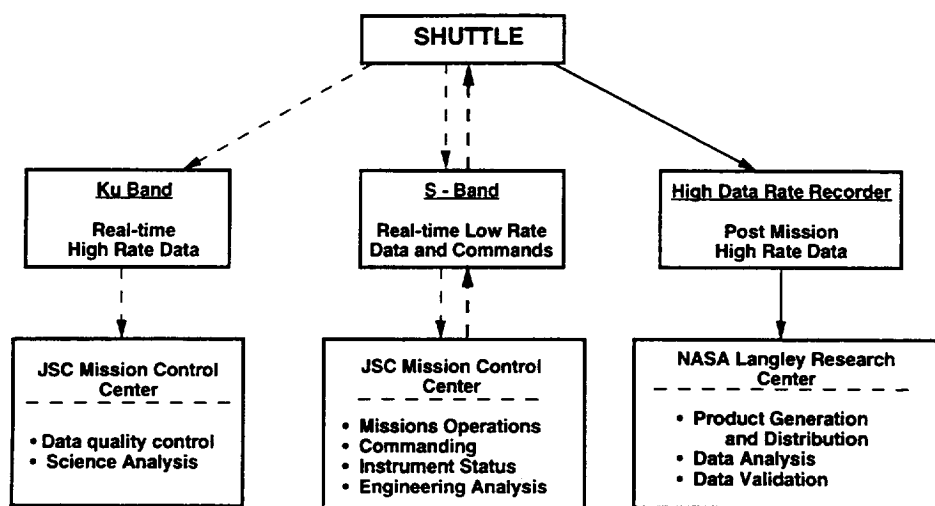 SHUTTLE
Ku Band
Real-time
High Rate Data
S - Band
Real-time Low Rate
Data and Commands
High Data Rate Recorder
Post Mission
High Rate Data
JSC Mission Control
Center
• Data quality control
• Science Analysis
JSC Mission Control
Center
• Missions Operations
• Commanding
• Instrument Status
• Engineering Analysis
NASA Langley Research
Center
• Product Generation
and Distribution
• Data Analysis
• Data Validation